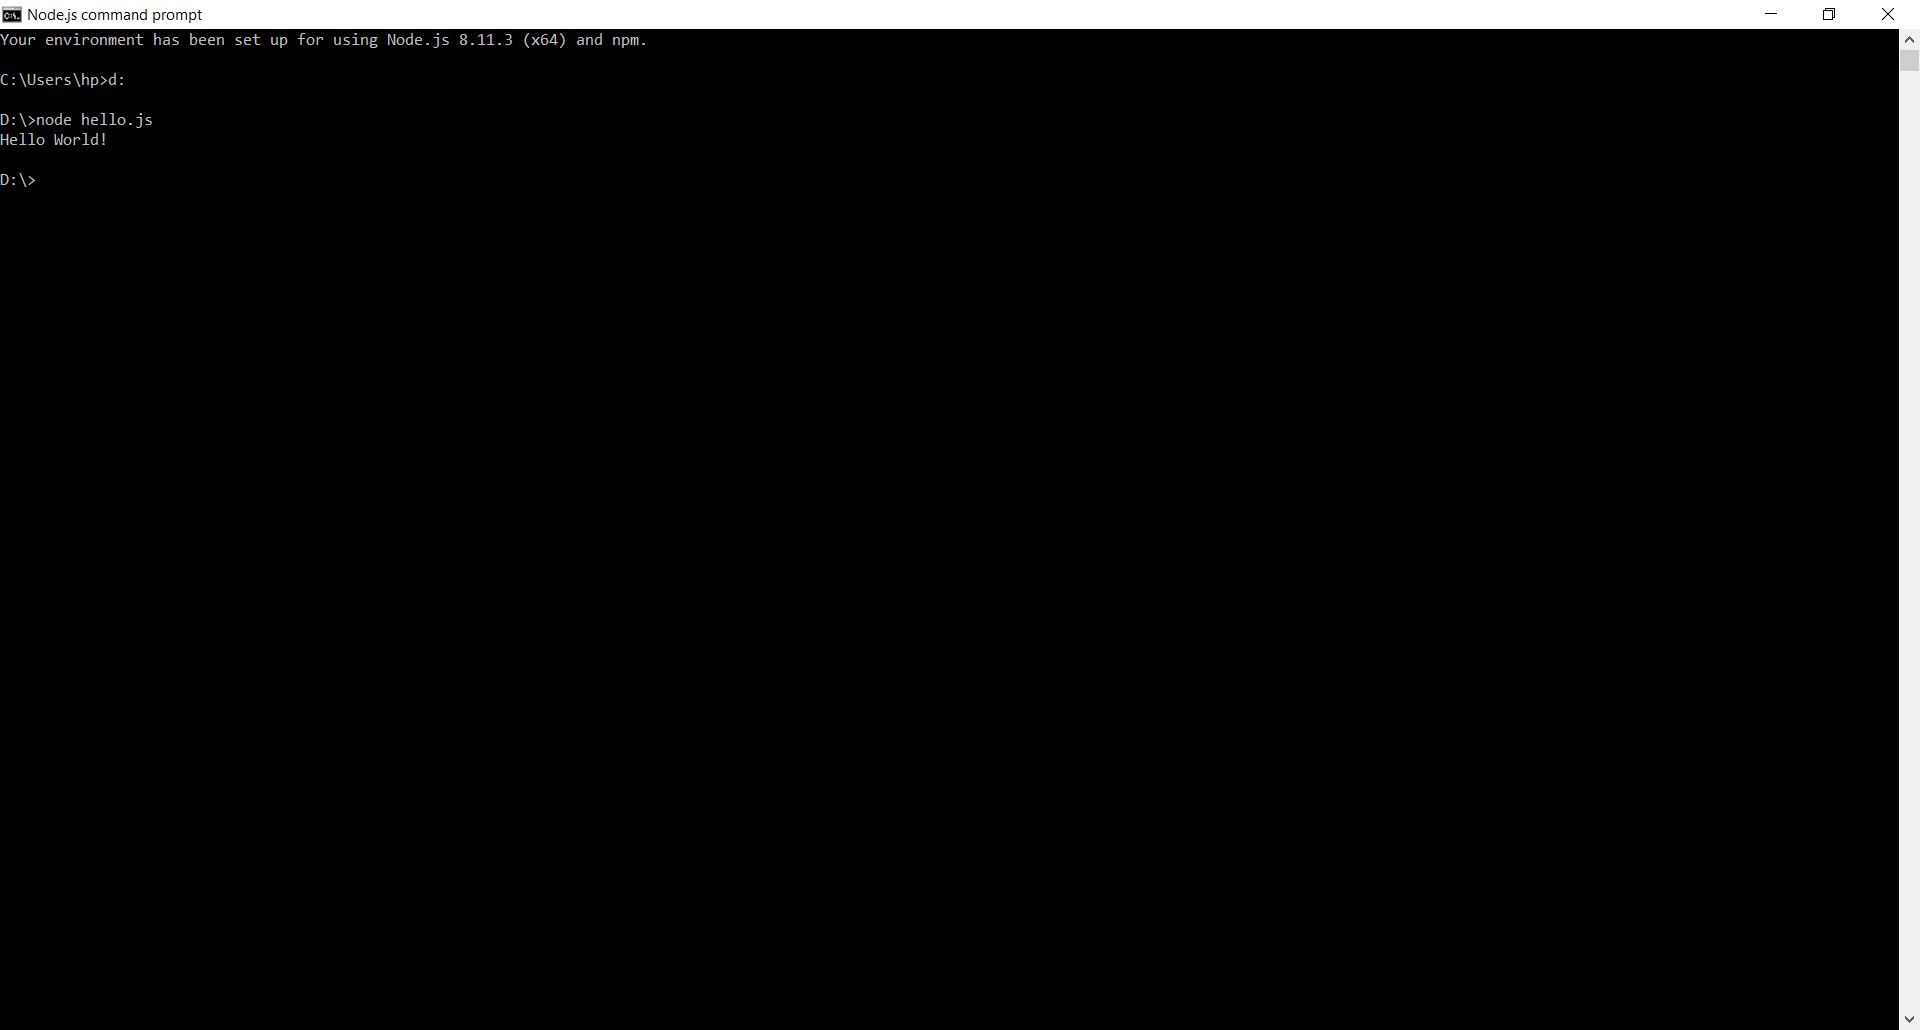 Node.js command prompt
Your environment has been set up for using Node.js 8.11.3 (x64) and npm.
C:\Users\hp>d:
D:\>node hello.js
Hello World!
D:\>